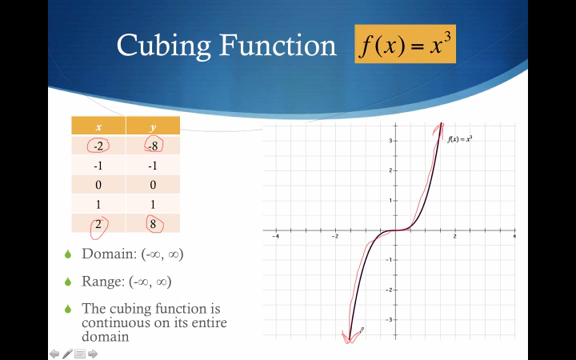 Cubing Function f(x) = x³
x y
-2 -8
-1 -1
0 0
1 1
2 8
Domain: (-∞, ∞)
Range: (-∞, ∞)
The cubing function is
continuous on its entire
domain
3
f(x) = x³
2
1
-4 -2 0 2 4
-1
-2
-3